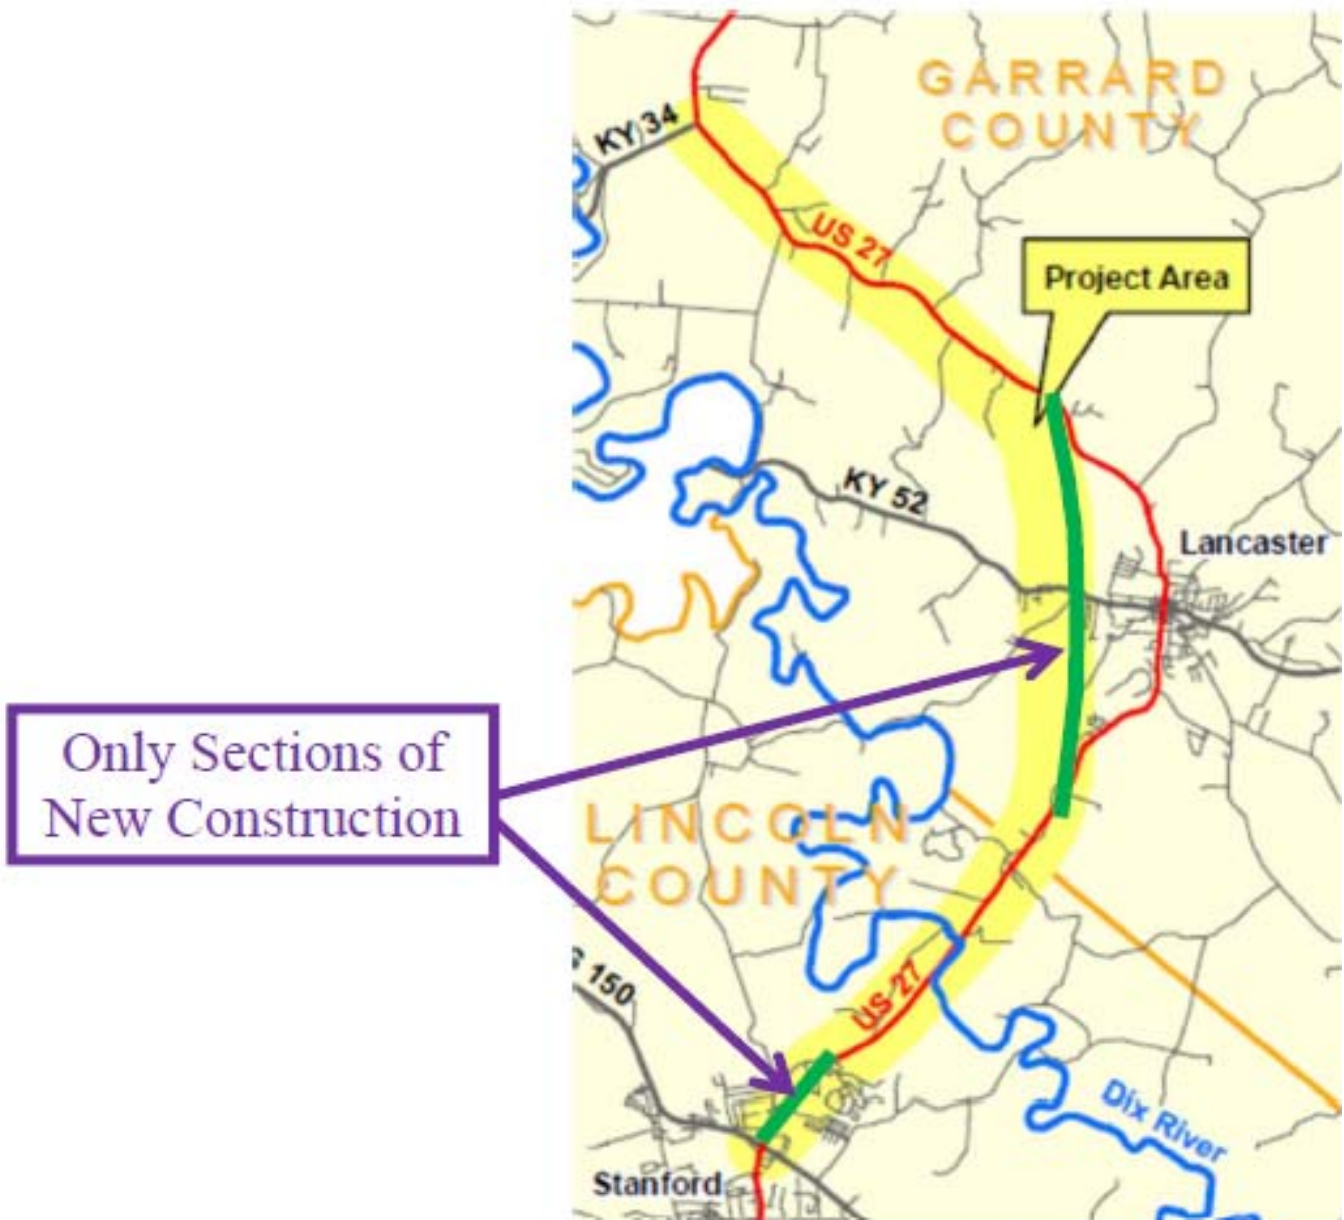 GARRARD
COUNTY
KY 34
US 27
Project Area
KY 52
Lancaster
Only Sections of
New Construction
LINCOLN
COUNTY
S 150
US 27
Dix River
Stanford